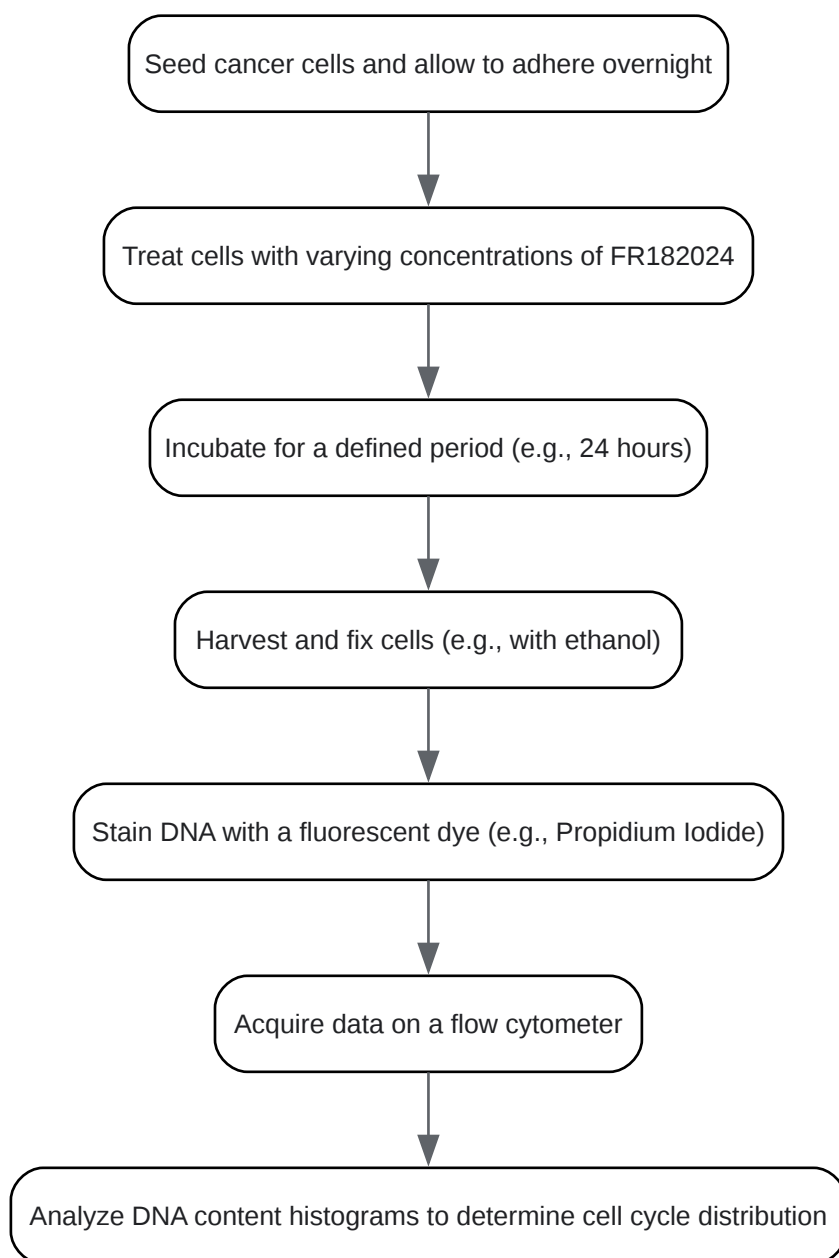 Seed cancer cells and allow to adhere overnight
Treat cells with varying concentrations of FR182024
Incubate for a defined period (e.g., 24 hours)
Harvest and fix cells (e.g., with ethanol)
Stain DNA with a fluorescent dye (e.g., Propidium Iodide)
Acquire data on a flow cytometer
Analyze DNA content histograms to determine cell cycle distribution